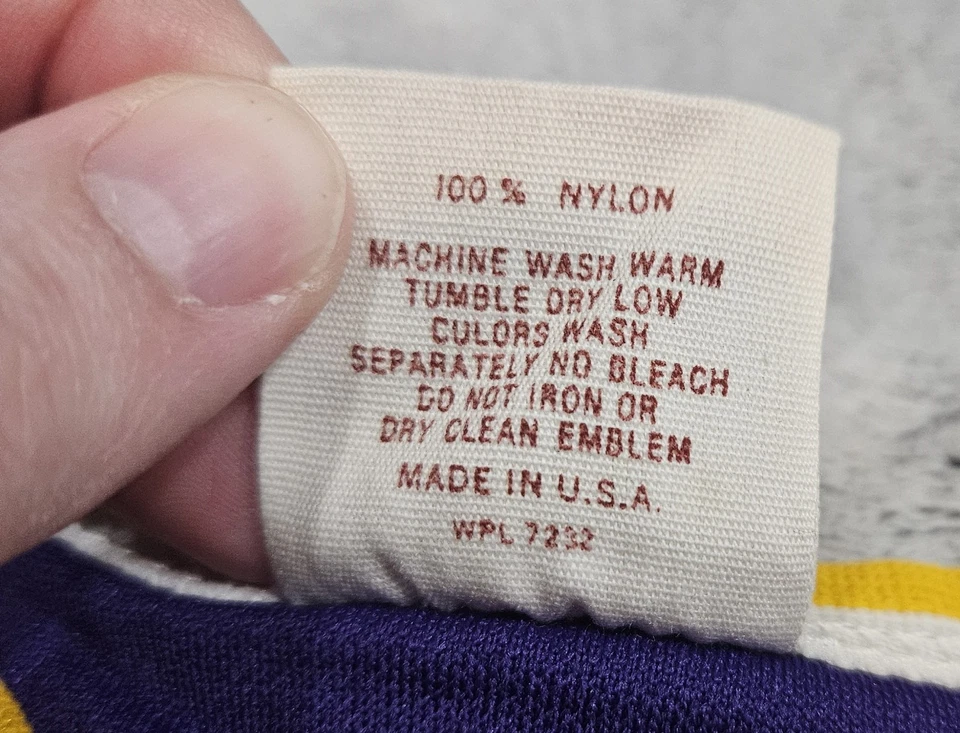 100 % NYLON
MACHINE WASH WARM
TUMBLE DRY LOW
COLORS WASH
SEPARATELY NO BLEACH
DO NOT IRON OR
DRY CLEAN EMBLEM
MADE IN U.S.A.
WPL 7232